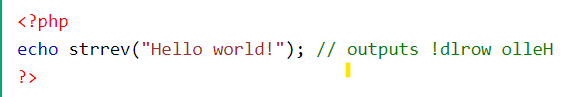 <?php
echo strrev("Hello world!"); // outputs !dlrow olleH
?>